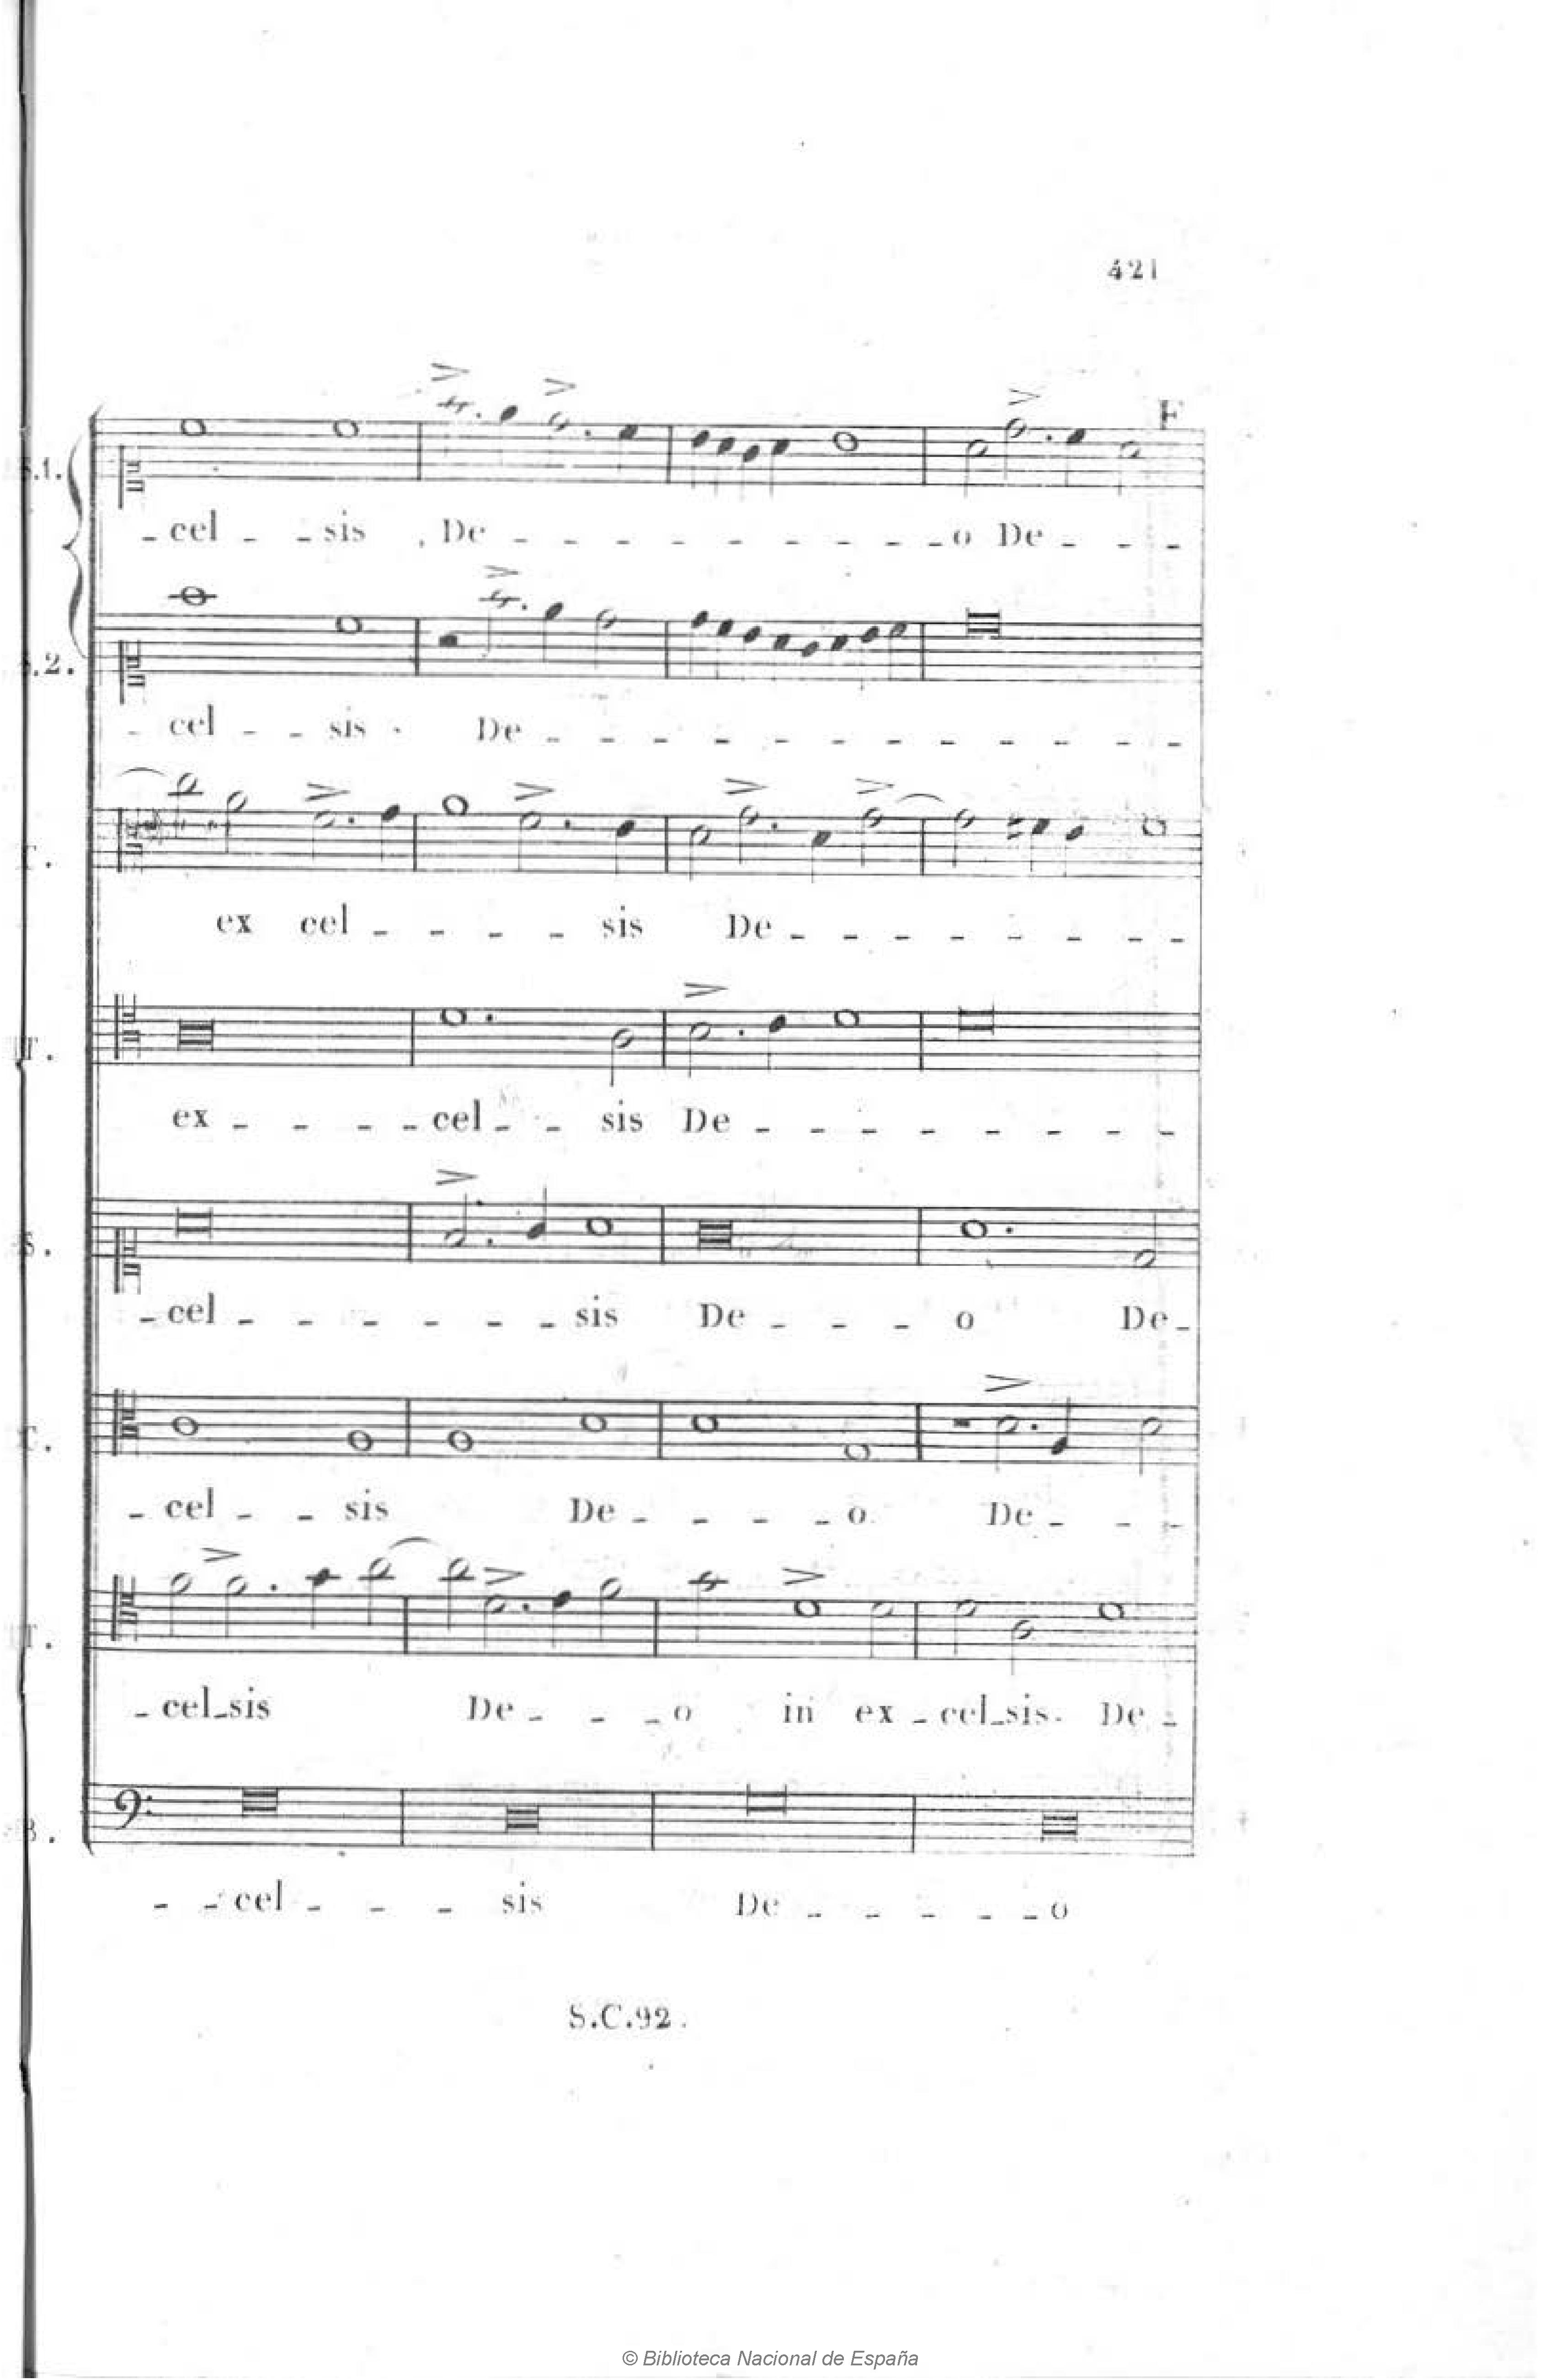 421
F
S.1.
- cel - - sis , De - - - - - - - - - o De - - -
S.2.
- cel - - sis . De - - - - - - - - - - - -
T.
ex cel - - - - sis De - - - - - - - -
T.
ex - - - - cel - - sis De - - - - - - - -
S.
- cel - - - - - - sis De - - - o De -
T.
- cel - - sis De - - - - o. De - - -
T.
- cel - sis De - - - o in ex - cel - sis. De -
B.
- - cel - - - sis De - - - - - o
S.C.92.
© Biblioteca Nacional de España